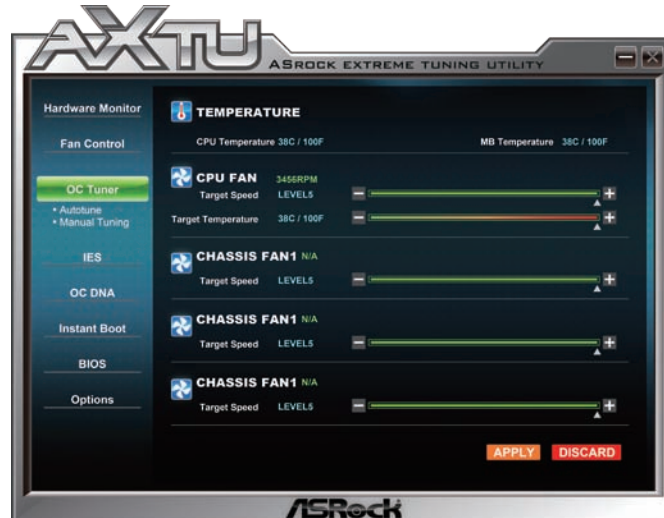 AXTU
ASROCK EXTREME TUNING UTILITY
Hardware Monitor
Fan Control
OC Tuner
• Autotune
• Manual Tuning
IES
OC DNA
Instant Boot
BIOS
Options
TEMPERATURE
CPU Temperature 38C / 100F MB Temperature 38C / 100F
CPU FAN 3456RPM
Target Speed LEVEL5
Target Temperature 38C / 100F
CHASSIS FAN1 N/A
Target Speed LEVEL5
CHASSIS FAN1 N/A
Target Speed LEVEL5
CHASSIS FAN1 N/A
Target Speed LEVEL5
APPLY DISCARD
ASRock